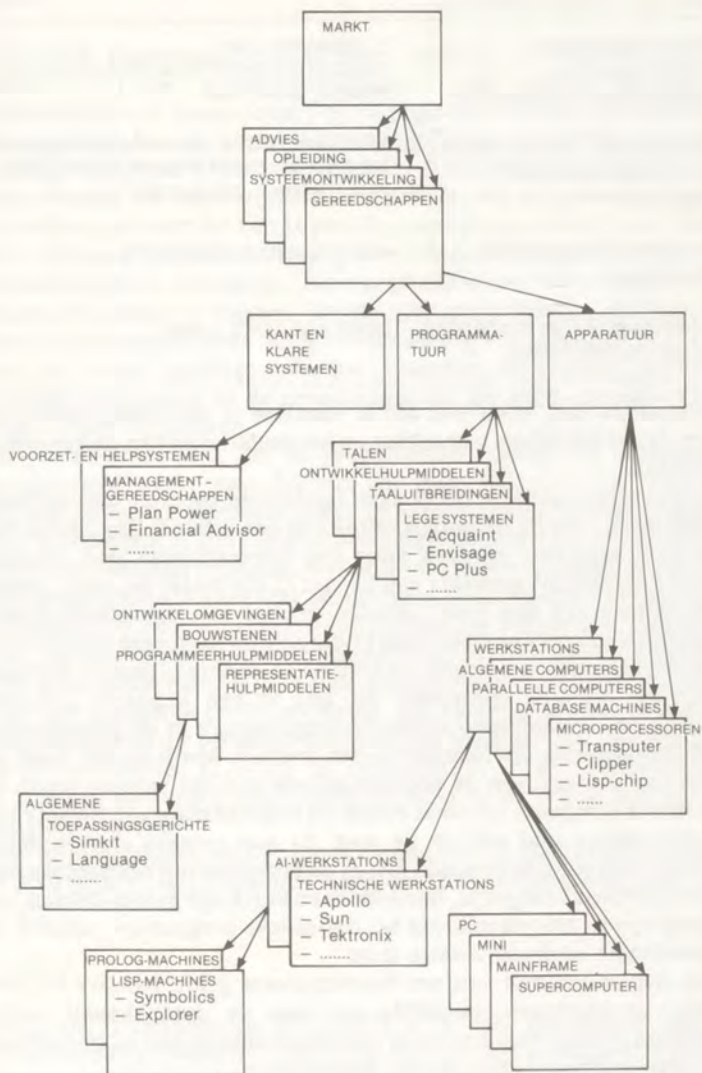 MARKT
ADVIES
OPLEIDING
SYSTEEMONTWIKKELING
GEREEDSCHAPPEN
KANT EN
KLARE
SYSTEMEN
PROGRAMMA-
TUUR
APPARATUUR
VOORZET- EN HELPSYSTEMEN
MANAGEMENT-
GEREEDSCHAPPEN
– Plan Power
– Financial Advisor
– ......
TALEN
ONTWIKKELHULPMIDDELEN
TAALUITBREIDINGEN
LEGE SYSTEMEN
– Acquaint
– Envisage
– PC Plus
– .......
ONTWIKKELOMGEVINGEN
BOUWSTENEN
PROGRAMMEERHULPMIDDELEN
REPRESENTATIE-
HULPMIDDELEN
WERKSTATIONS
ALGEMENE COMPUTERS
PARALLELLE COMPUTERS
DATABASE MACHINES
MICROPROCESSOREN
– Transputer
– Clipper
– Lisp-chip
– ......
ALGEMENE
TOEPASSINGSGERICHTE
– Simkit
– Language
– .......
AI-WERKSTATIONS
TECHNISCHE WERKSTATIONS
– Apollo
– Sun
– Tektronix
– .......
PROLOG-MACHINES
LISP-MACHINES
– Symbolics
– Explorer
PC
MINI
MAINFRAME
SUPERCOMPUTER